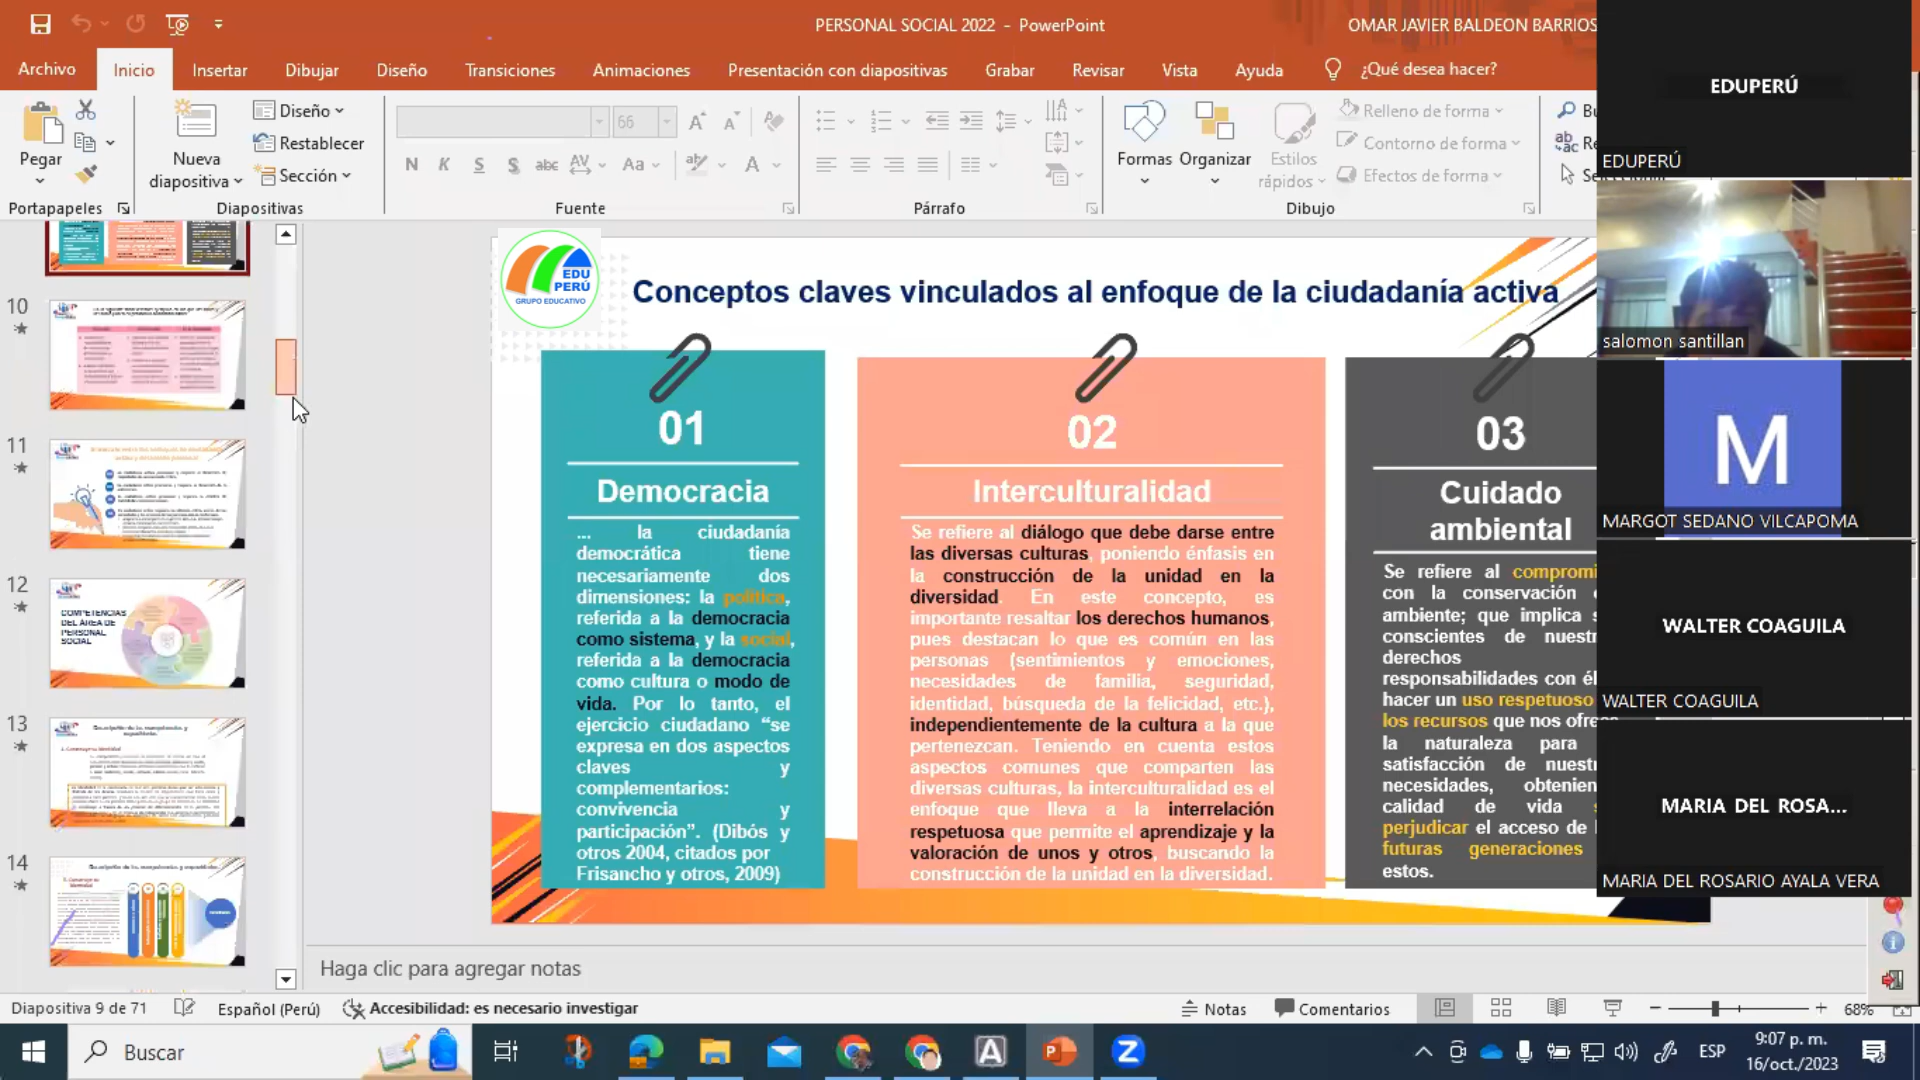 PERSONAL SOCIAL 2022 - PowerPoint
OMAR JAVIER BALDEON BARRIOS
Archivo
Inicio
Insertar
Dibujar
Diseño
Transiciones
Animaciones
Presentación con diapositivas
Grabar
Revisar
Vista
Ayuda
¿Qué desea hacer?
Pegar
Nueva
diapositiva
Diseño
Restablecer
Sección
66
N K S S abc AV Aa A
Formas
Organizar
Estilos
rápidos
Relleno de forma
Contorno de forma
Efectos de forma
Portapapeles
Diapositivas
Fuente
Párrafo
Dibujo
10
11
12
COMPETENCIAS
DEL ÁREA DE
PERSONAL
SOCIAL
13
14
EDU
PERÚ
GRUPO EDUCATIVO
Conceptos claves vinculados al enfoque de la ciudadanía activa
01
Democracia
... la ciudadanía
democrática tiene
necesariamente dos
dimensiones: la política,
referida a la democracia
como sistema, y la social,
referida a la democracia
como cultura o modo de
vida. Por lo tanto, el
ejercicio ciudadano “se
expresa en dos aspectos
claves y
complementarios:
convivencia y
participación”. (Dibós y
otros 2004, citados por
Frisancho y otros, 2009)
02
Interculturalidad
Se refiere al diálogo que debe darse entre
las diversas culturas, poniendo énfasis en
la construcción de la unidad en la
diversidad. En este concepto, es
importante resaltar los derechos humanos,
pues destacan lo que es común en las
personas (sentimientos y emociones,
necesidades de familia, seguridad,
identidad, búsqueda de la felicidad, etc.),
independientemente de la cultura a la que
pertenezcan. Teniendo en cuenta estos
aspectos comunes que comparten las
diversas culturas, la interculturalidad es el
enfoque que lleva a la interrelación
respetuosa que permite el aprendizaje y la
valoración de unos y otros, buscando la
construcción de la unidad en la diversidad.
03
Cuidado
ambiental
Se refiere al
con la conservación
ambiente; que implica
conscientes de
derechos
responsabilidades con
hacer un uso respetuoso
los recursos que nos
la naturaleza para
satisfacción de
necesidades,
calidad de vida
perjudicar el acceso de
futuras generaciones
estos.
EDUPERÚ
EDUPERÚ
salomon santillan
M
MARGOT SEDANO VILCAPOMA
WALTER COAGUILA
WALTER COAGUILA
MARIA DEL ROSA...
MARIA DEL ROSARIO AYALA VERA
Haga clic para agregar notas
Diapositiva 9 de 71
Español (Perú)
Accesibilidad: es necesario investigar
Notas
Comentarios
68%
Buscar
ESP
9:07 p. m.
16/oct./2023